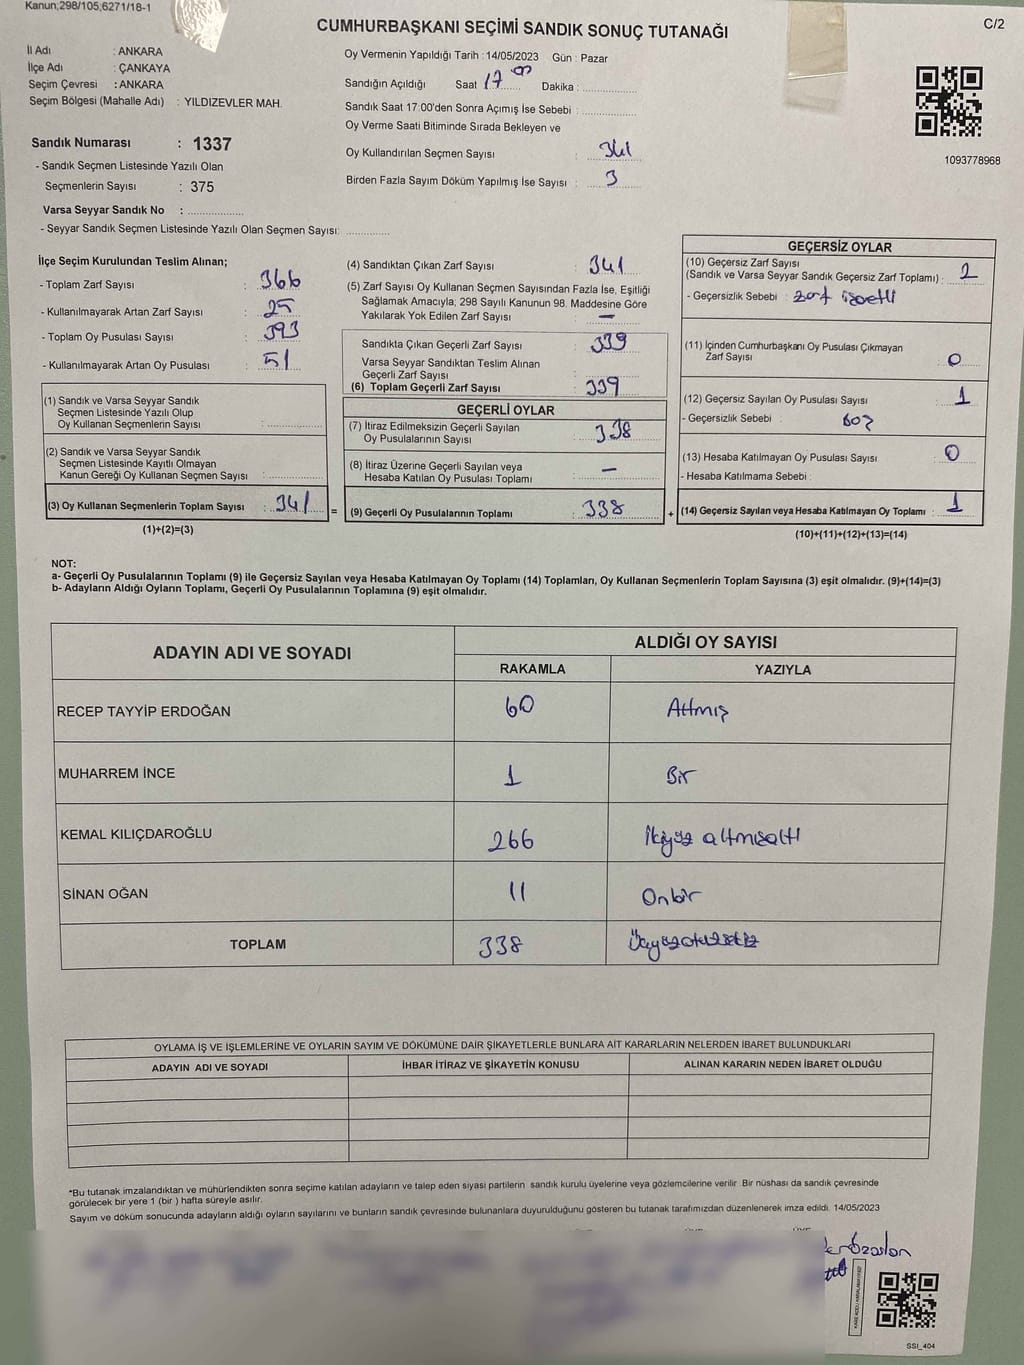 Kanun;298/105;6271/18-1
CUMHURBAŞKANI SEÇİMİ SANDIK SONUÇ TUTANAĞI
C/2
İl Adı : ANKARA
İlçe Adı : ÇANKAYA
Seçim Çevresi : ANKARA
Seçim Bölgesi (Mahalle Adı) : YILDIZEVLER MAH.
Oy Vermenin Yapıldığı Tarih : 14/05/2023 Gün : Pazar
Sandığın Açıldığı Saat 17 00 Dakika :
Sandık Saat 17:00'den Sonra Açımış İse Sebebi :
Oy Verme Saati Bitiminde Sırada Bekleyen ve
Oy Kullandırılan Seçmen Sayısı : 341
Birden Fazla Sayım Döküm Yapılmış İse Sayısı : 3
1093778968
Sandık Numarası : 1337
- Sandık Seçmen Listesinde Yazılı Olan
Seçmenlerin Sayısı : 375
Varsa Seyyar Sandık No :
- Seyyar Sandık Seçmen Listesinde Yazılı Olan Seçmen Sayısı:
İlçe Seçim Kurulundan Teslim Alınan;
- Toplam Zarf Sayısı : 366
- Kullanılmayarak Artan Zarf Sayısı : 25
- Toplam Oy Pusulası Sayısı : 393
- Kullanılmayarak Artan Oy Pusulası : 51
(1) Sandık ve Varsa Seyyar Sandık
Seçmen Listesinde Yazılı Olup
Oy Kullanan Seçmenlerin Sayısı :
(2) Sandık ve Varsa Seyyar Sandık
Seçmen Listesinde Kayıtlı Olmayan
Kanun Gereği Oy Kullanan Seçmen Sayısı :
(3) Oy Kullanan Seçmenlerin Toplam Sayısı : 341
(1)+(2)=(3)
(4) Sandıktan Çıkan Zarf Sayısı : 341
(5) Zarf Sayısı Oy Kullanan Seçmen Sayısından Fazla İse, Eşitliği
Sağlamak Amacıyla; 298 Sayılı Kanunun 98. Maddesine Göre
Yakılarak Yok Edilen Zarf Sayısı : —
Sandıkta Çıkan Geçerli Zarf Sayısı : 339
Varsa Seyyar Sandıktan Teslim Alınan
Geçerli Zarf Sayısı :
(6) Toplam Geçerli Zarf Sayısı : 339
GEÇERLİ OYLAR
(7) İtiraz Edilmeksizin Geçerli Sayılan
Oy Pusulalarının Sayısı : 338
(8) İtiraz Üzerine Geçerli Sayılan veya
Hesaba Katılan Oy Pusulası Toplamı : —
= (9) Geçerli Oy Pusulalarının Toplamı : 338 +
GEÇERSİZ OYLAR
(10) Geçersiz Zarf Sayısı
(Sandık ve Varsa Seyyar Sandık Geçersiz Zarf Toplamı) : 2
- Geçersizlik Sebebi : zarf işaretli
(11) İçinden Cumhurbaşkanı Oy Pusulası Çıkmayan
Zarf Sayısı : 0
(12) Geçersiz Sayılan Oy Pusulası Sayısı : 1
- Geçersizlik Sebebi : Boş
(13) Hesaba Katılmayan Oy Pusulası Sayısı : 0
- Hesaba Katılmama Sebebi :
(14) Geçersiz Sayılan veya Hesaba Katılmayan Oy Toplamı : 1
(10)+(11)+(12)+(13)=(14)
NOT:
a- Geçerli Oy Pusulalarının Toplamı (9) ile Geçersiz Sayılan veya Hesaba Katılmayan Oy Toplamı (14) Toplamları, Oy Kullanan Seçmenlerin Toplam Sayısına (3) eşit olmalıdır. (9)+(14)=(3)
b- Adayların Aldığı Oyların Toplamı, Geçerli Oy Pusulalarının Toplamına (9) eşit olmalıdır.
ADAYIN ADI VE SOYADI
ALDIĞI OY SAYISI
RAKAMLA YAZIYLA
RECEP TAYYİP ERDOĞAN 60 Altmış
MUHARREM İNCE 1 Bir
KEMAL KILIÇDAROĞLU 266 İkiyüz altmışaltı
SİNAN OĞAN 11 Onbir
TOPLAM 338 Üçyüzotuzsekiz
OYLAMA İŞ VE İŞLEMLERİNE VE OYLARIN SAYIM VE DÖKÜMÜNE DAİR ŞİKAYETLERLE BUNLARA AİT KARARLARIN NELERDEN İBARET BULUNDUKLARI
ADAYIN ADI VE SOYADI İHBAR İTİRAZ VE ŞİKAYETİN KONUSU ALINAN KARARIN NEDEN İBARET OLDUĞU
*Bu tutanak imzalandıktan ve mühürlendikten sonra seçime katılan adayların ve talep eden siyasi partilerin sandık kurulu üyelerine veya gözlemcilerine verilir. Bir nüshası da sandık çevresinde
görülecek bir yere 1 (bir ) hafta süreyle asılır.
Sayım ve döküm sonucunda adayların aldığı oyların sayılarını ve bunların sandık çevresinde bulunanlara duyurulduğunu gösteren bu tutanak tarafımızdan düzenlenerek imza edildi. 14/05/2023
SSI_404